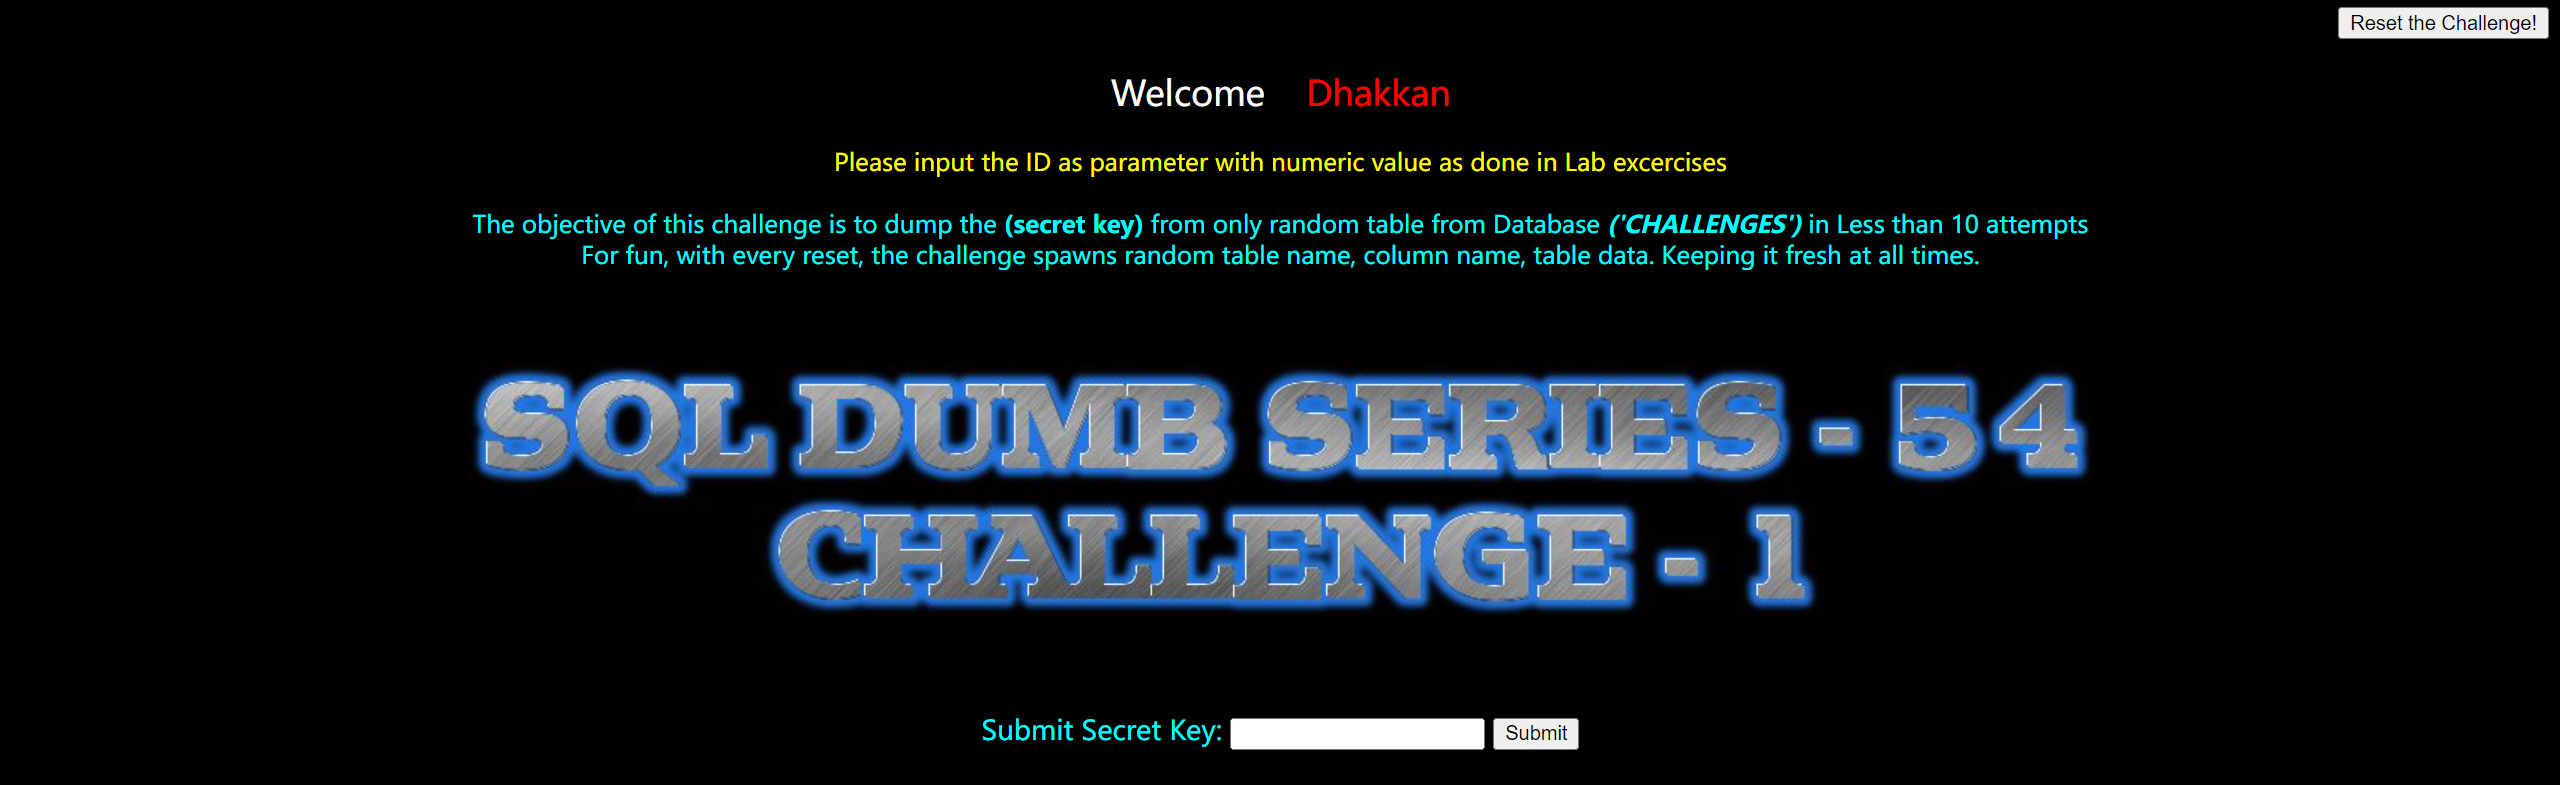 Reset the Challenge!
Welcome Dhakkan
Please input the ID as parameter with numeric value as done in Lab excercises
The objective of this challenge is to dump the (secret key) from only random table from Database ('CHALLENGES') in Less than 10 attempts
For fun, with every reset, the challenge spawns random table name, column name, table data. Keeping it fresh at all times.
SQL DUMB SERIES - 54
CHALLENGE - 1
Submit Secret Key: Submit